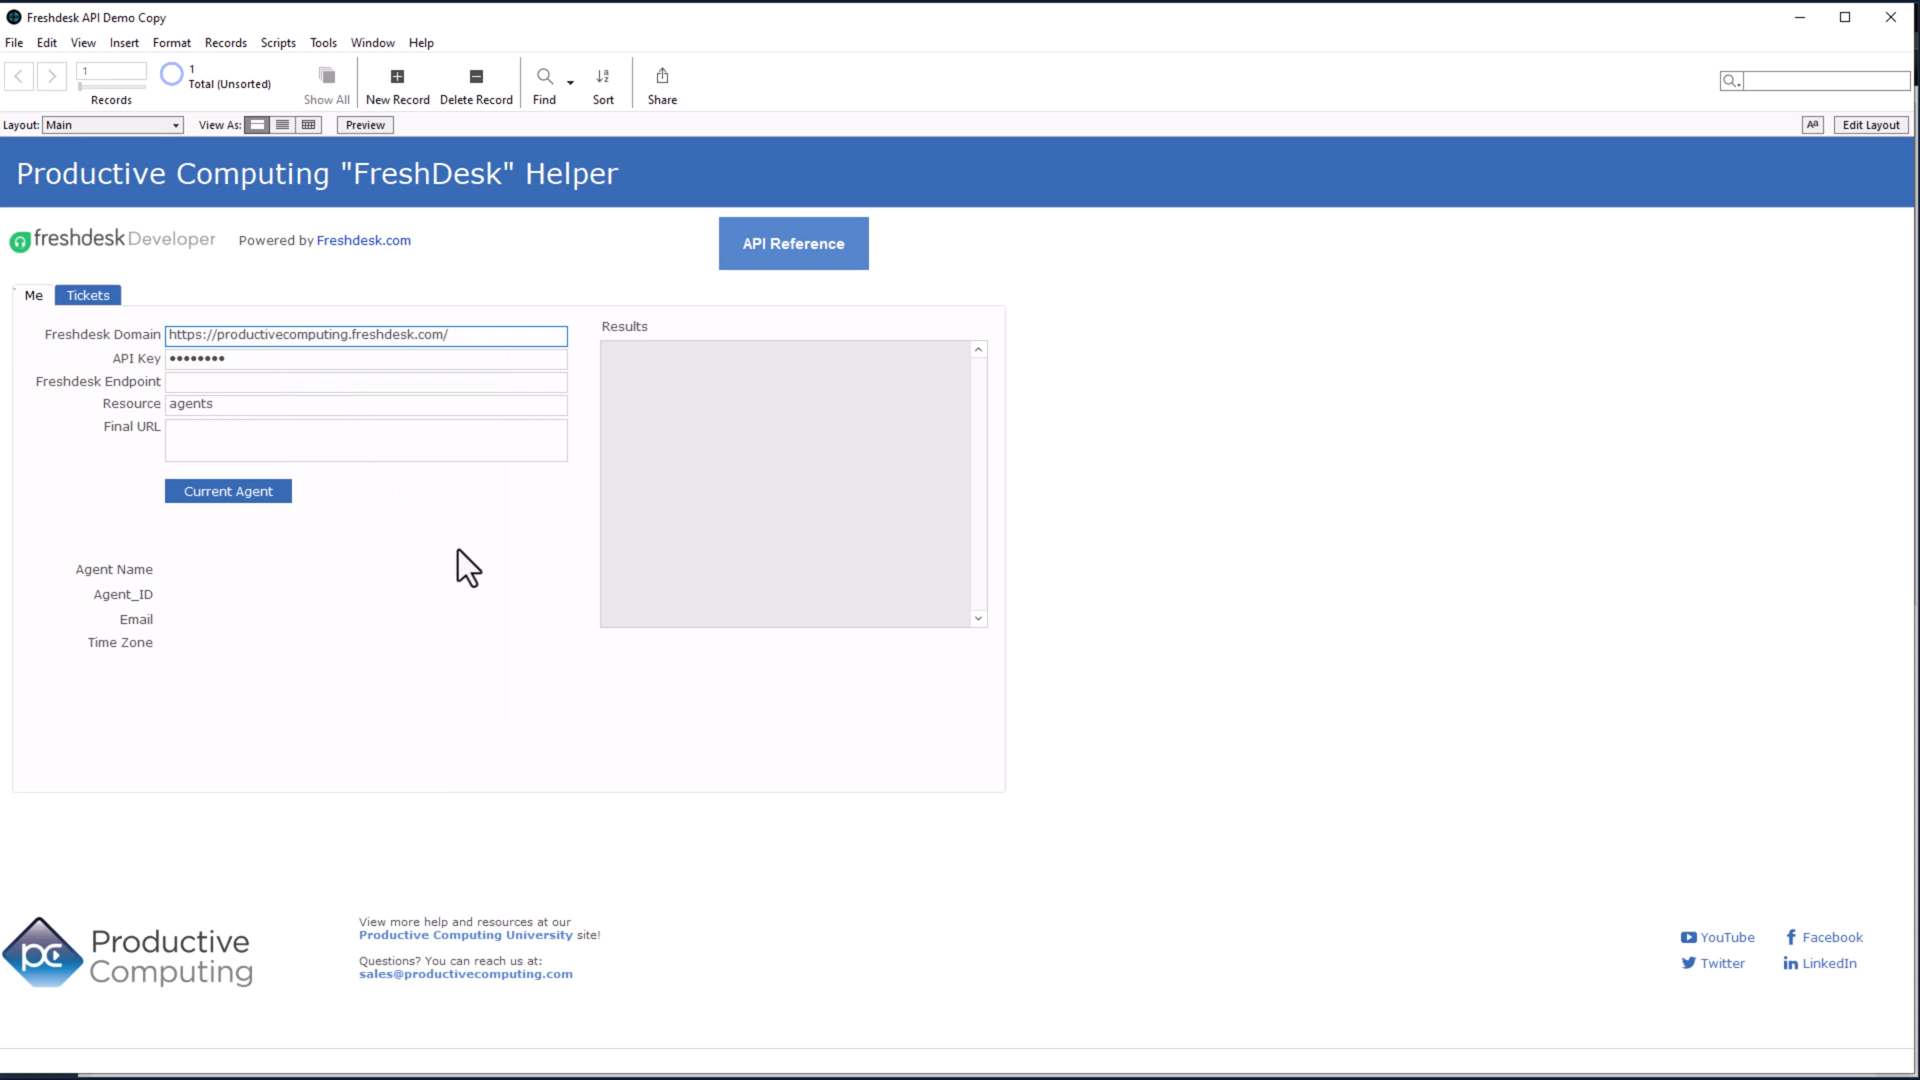 Freshdesk API Demo Copy
File Edit View Insert Format Records Scripts Tools Window Help
1
Records
1
Total (Unsorted)
Show All
New Record
Delete Record
Find
Sort
Share
Layout: Main
View As:
Preview
Aa
Edit Layout
Productive Computing "FreshDesk" Helper
freshdesk Developer
Powered by Freshdesk.com
API Reference
Me
Tickets
Freshdesk Domain https://productivecomputing.freshdesk.com/
API Key ••••••••
Freshdesk Endpoint
Resource agents
Final URL
Current Agent
Agent Name
Agent_ID
Email
Time Zone
Results
pc
Productive
Computing
View more help and resources at our
Productive Computing University site!
Questions? You can reach us at:
sales@productivecomputing.com
YouTube
Facebook
Twitter
LinkedIn